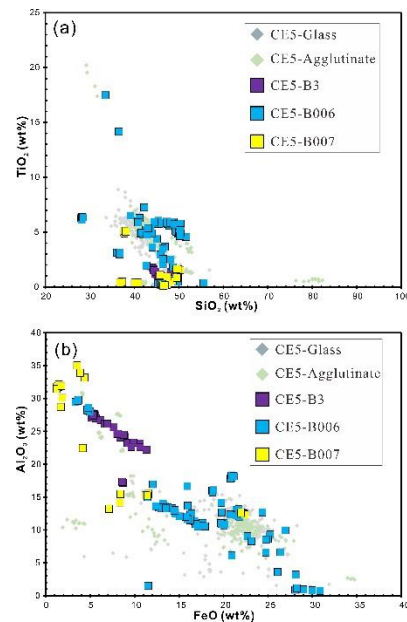 (a)
CE5-Glass
CE5-Agglutinate
CE5-B3
CE5-B006
CE5-B007
TiO2 (wt%)
25
20
15
10
5
0
20 30 40 50 60 70 80 90 100
SiO2 (wt%)
(b)
CE5-Glass
CE5-Agglutinate
CE5-B3
CE5-B006
CE5-B007
Al2O3 (wt%)
40
35
30
25
20
15
10
5
0
0 5 10 15 20 25 30 35 40
FeO (wt%)